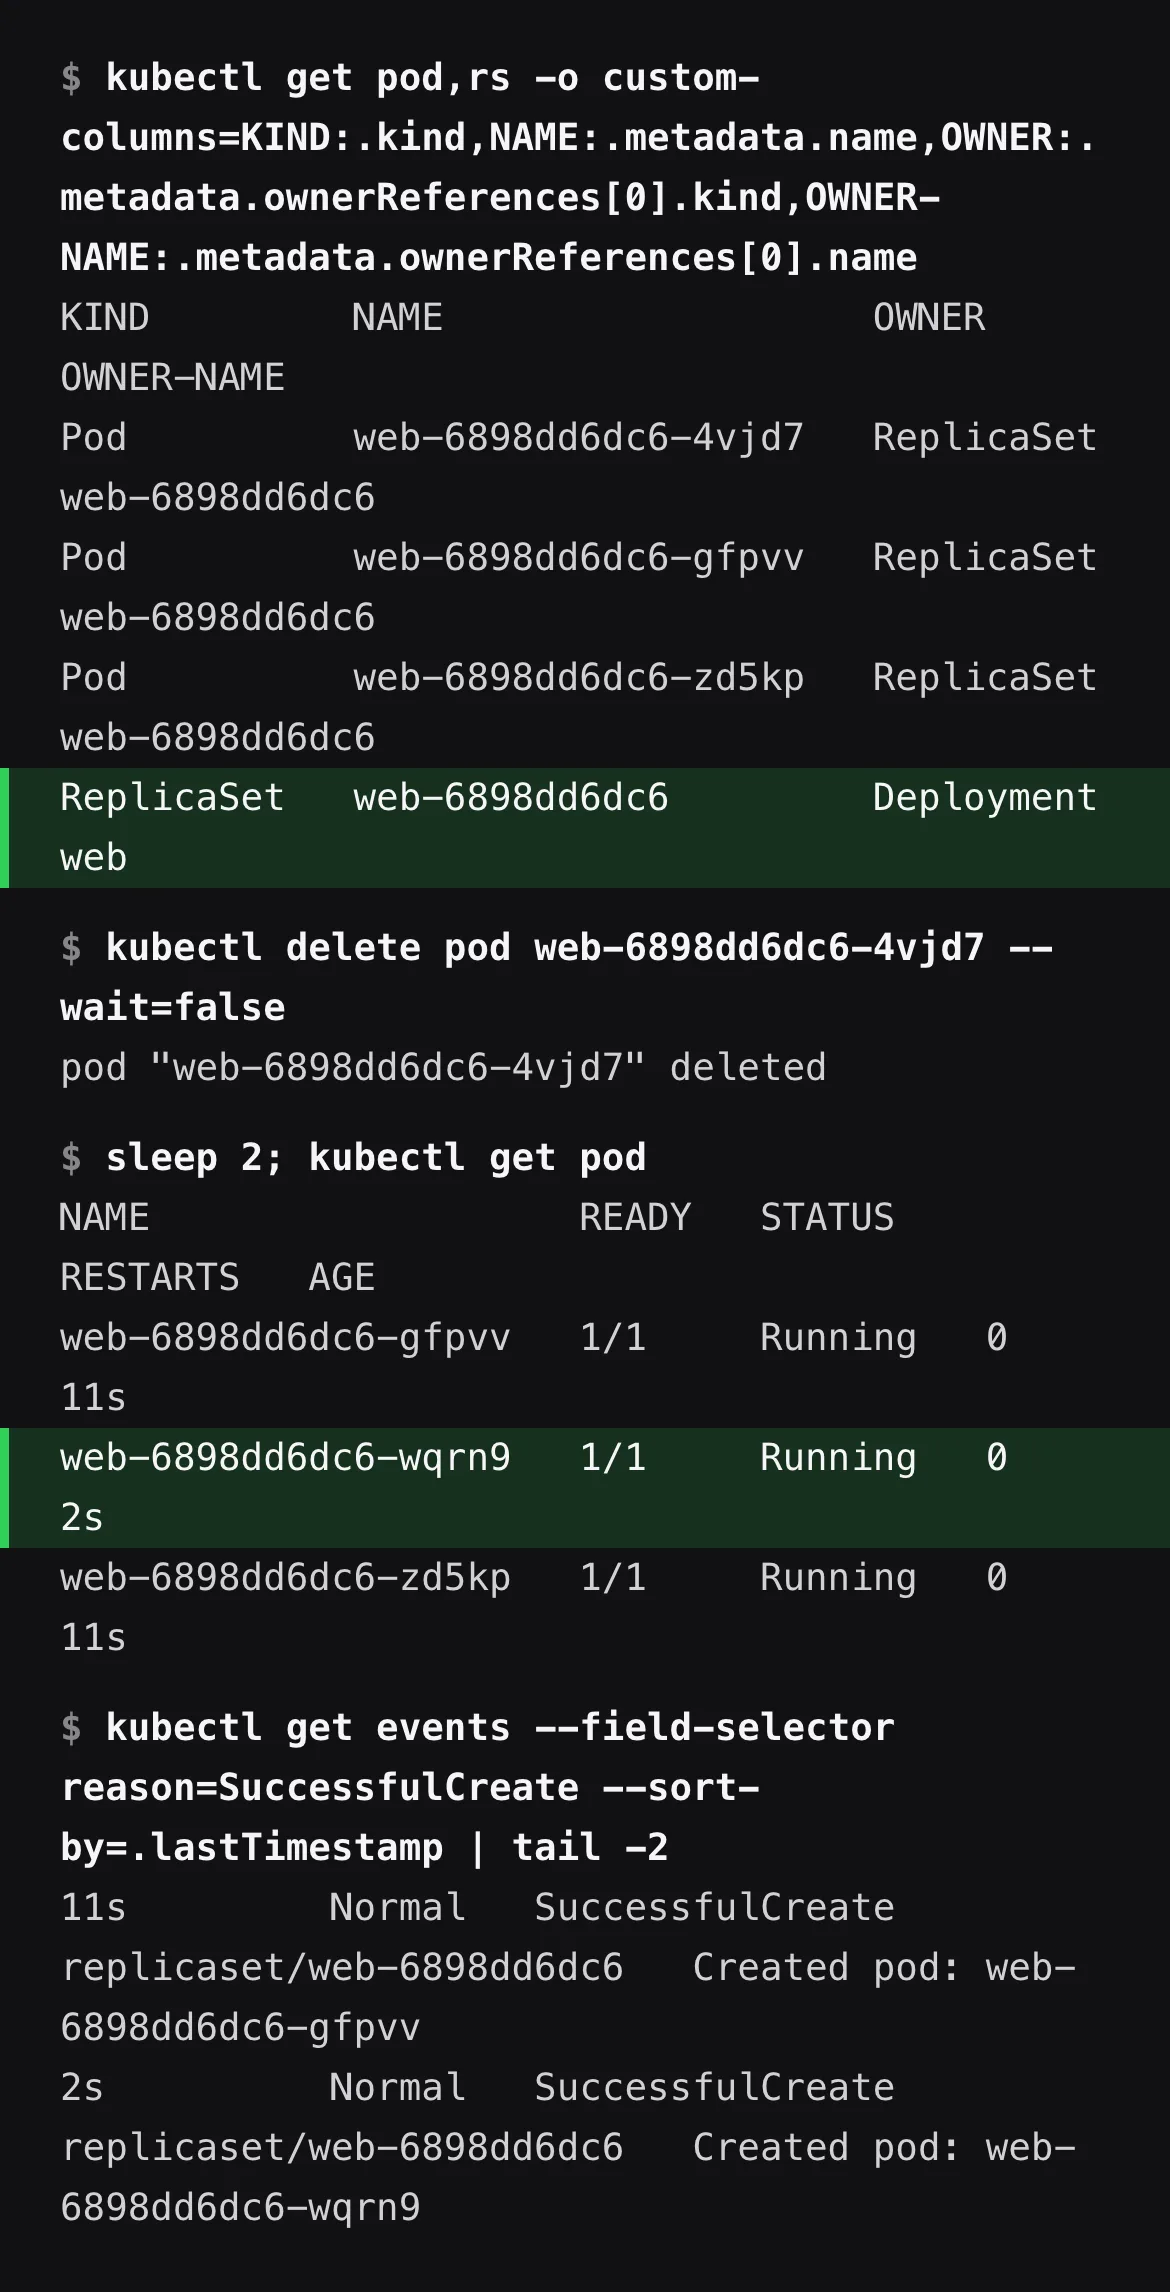 $ kubectl get pod,rs -o custom-
columns=KIND:.kind,NAME:.metadata.name,OWNER:.
metadata.ownerReferences[0].kind,OWNER-
NAME:.metadata.ownerReferences[0].name
KIND         NAME                   OWNER
OWNER-NAME
Pod          web-6898dd6dc6-4vjd7   ReplicaSet
web-6898dd6dc6
Pod          web-6898dd6dc6-gfpvv   ReplicaSet
web-6898dd6dc6
Pod          web-6898dd6dc6-zd5kp   ReplicaSet
web-6898dd6dc6
ReplicaSet   web-6898dd6dc6         Deployment
web
$ kubectl delete pod web-6898dd6dc6-4vjd7 --
wait=false
pod "web-6898dd6dc6-4vjd7" deleted
$ sleep 2; kubectl get pod
NAME                   READY   STATUS
RESTARTS   AGE
web-6898dd6dc6-gfpvv   1/1     Running   0
11s
web-6898dd6dc6-wqrn9   1/1     Running   0
2s
web-6898dd6dc6-zd5kp   1/1     Running   0
11s
$ kubectl get events --field-selector
reason=SuccessfulCreate --sort-
by=.lastTimestamp | tail -2
11s         Normal   SuccessfulCreate
replicaset/web-6898dd6dc6   Created pod: web-
6898dd6dc6-gfpvv
2s          Normal   SuccessfulCreate
replicaset/web-6898dd6dc6   Created pod: web-
6898dd6dc6-wqrn9